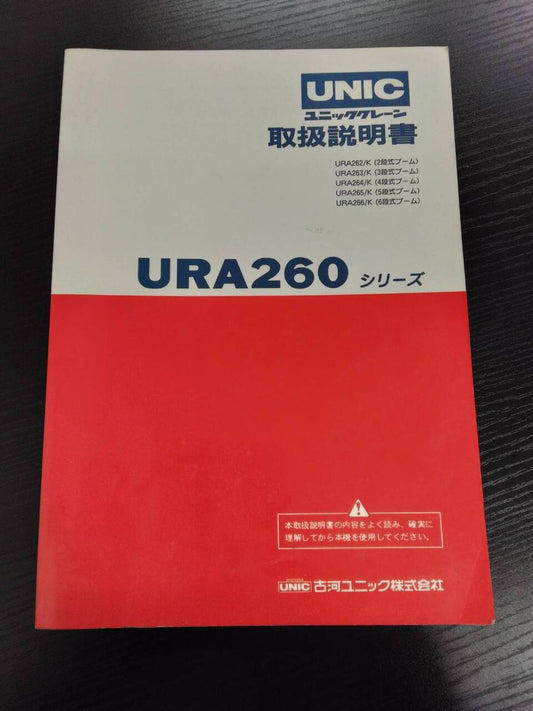 UNIC
ユニッククレーン
取扱説明書
URA262/K (2段式ブーム)
URA263/K (3段式ブーム)
URA264/K (4段式ブーム)
URA265/K (5段式ブーム)
URA266/K (6段式ブーム)
URA260 シリーズ
本取扱説明書の内容をよく読み、確実に
理解してから本機を使用してください。
UNIC 古河ユニック株式会社